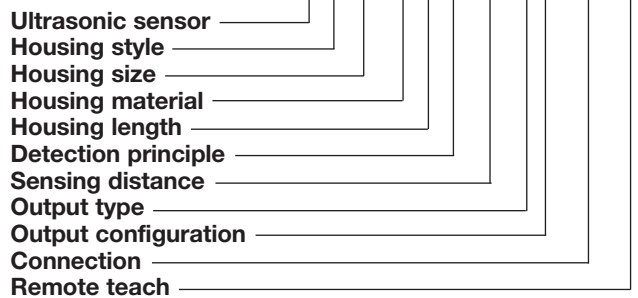 Ultrasonic sensor
Housing style
Housing size
Housing material
Housing length
Detection principle
Sensing distance
Output type
Output configuration
Connection
Remote teach